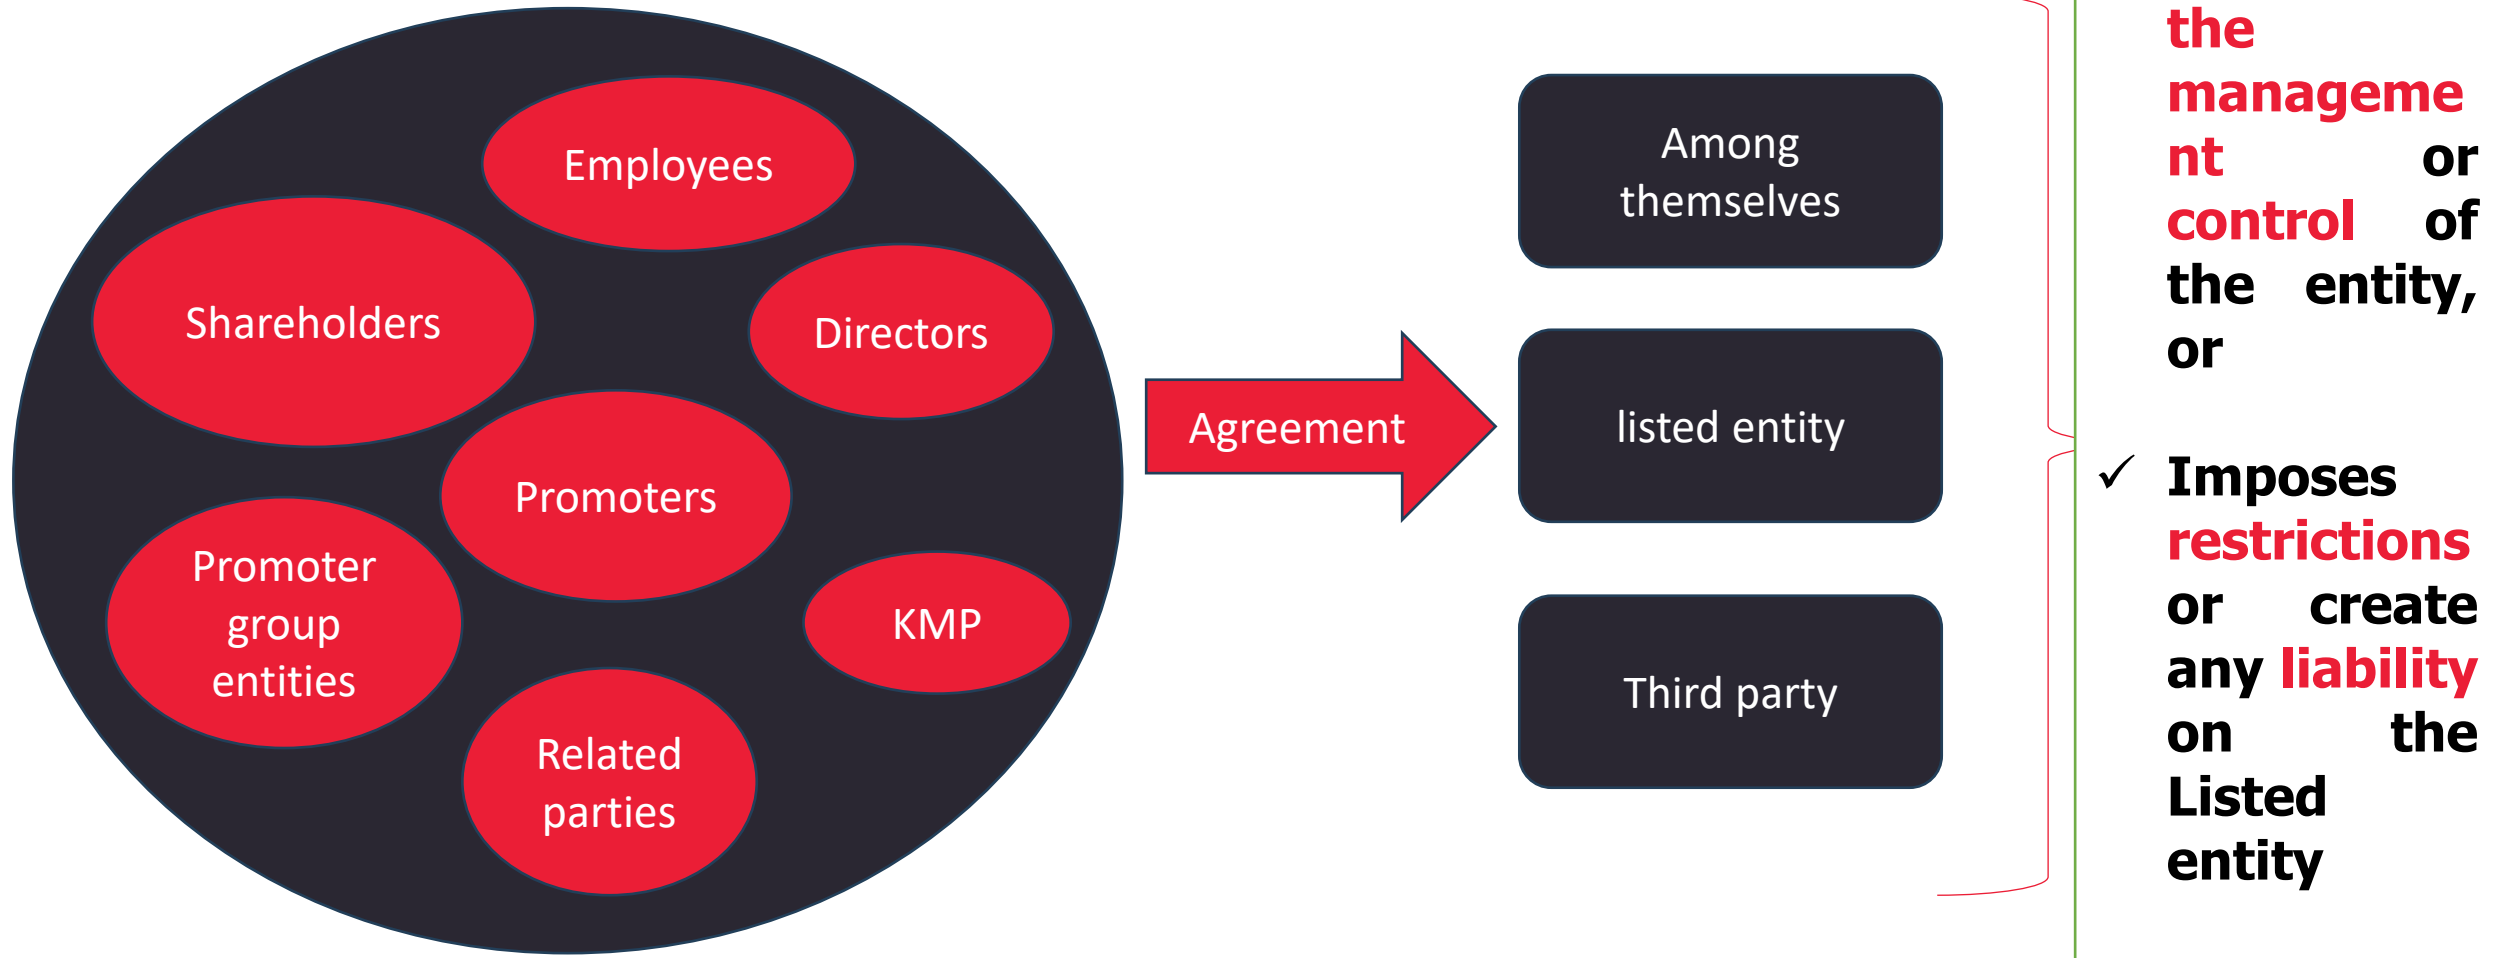 Employees
Shareholders
Directors
Promoters
Promoter
group
entities
KMP
Related
parties
Agreement
Among
themselves
listed entity
Third party
the
manageme
nt or
control of
the entity,
or
✓ Imposes
restrictions
or create
any liability
on the
Listed
entity